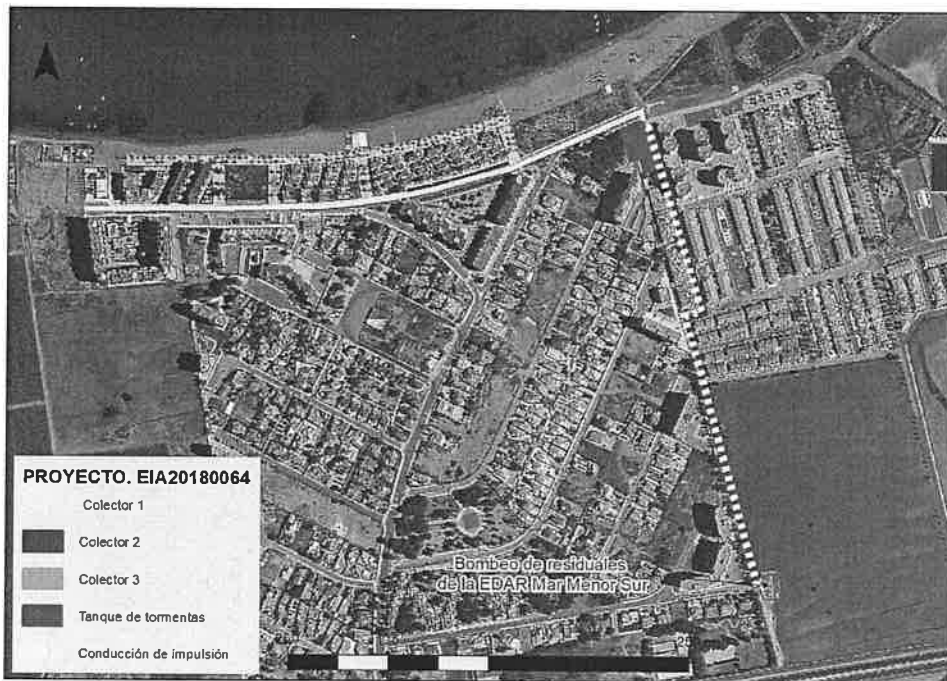 PROYECTO. EIA20180064
Colector 1
Colector 2
Colector 3
Tanque de tormentas
Conducción de impulsión
Bombeo de residuales
de la EDAR Mar Menor Sur